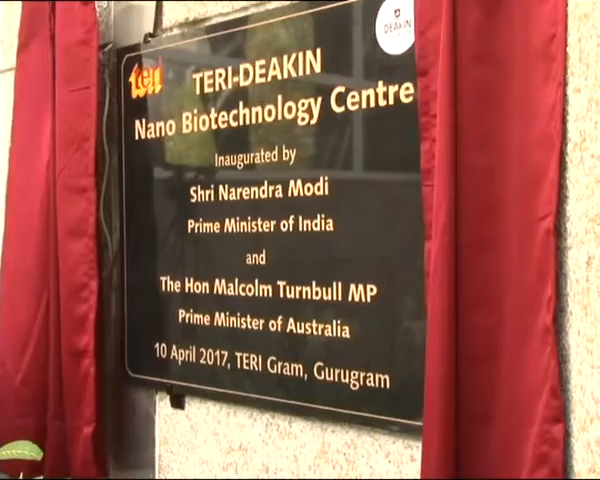 teri
DEAKIN
TERI-DEAKIN
Nano Biotechnology Centre
Inaugurated by
Shri Narendra Modi
Prime Minister of India
and
The Hon Malcolm Turnbull MP
Prime Minister of Australia
10 April 2017, TERI Gram, Gurugram